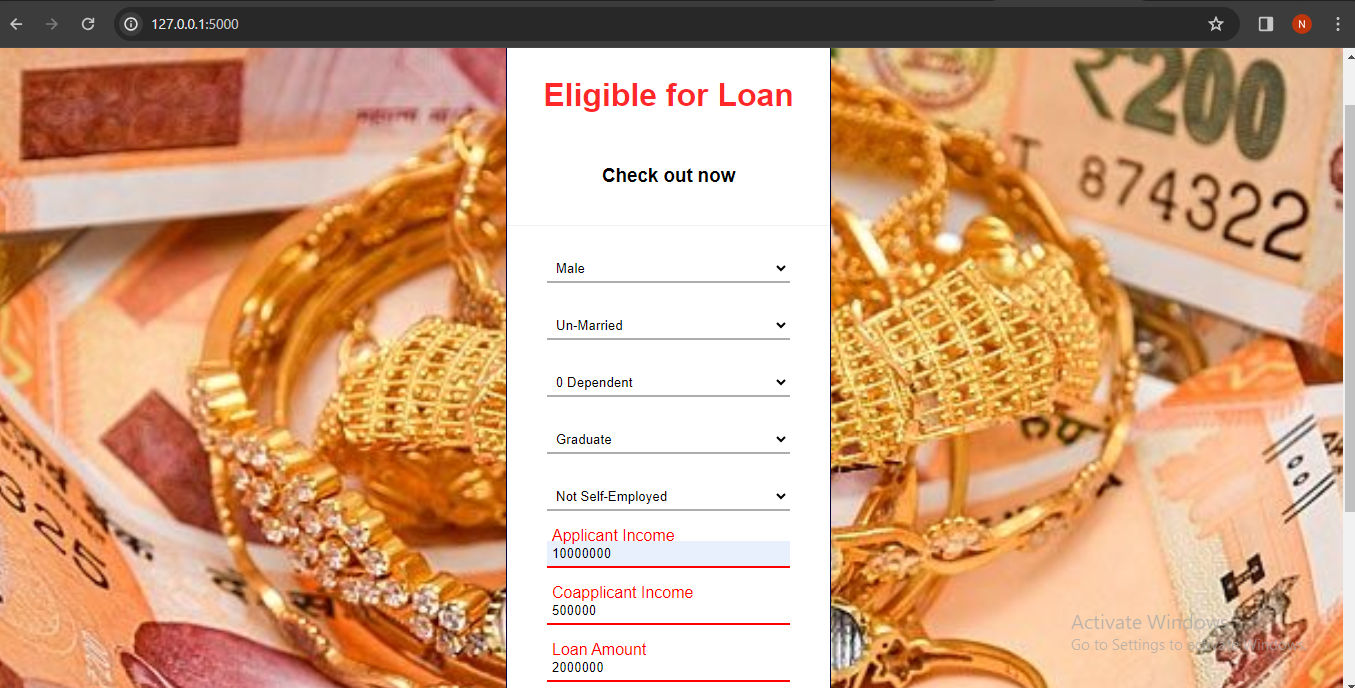 127.0.0.1:5000
N
Eligible for Loan
Check out now
Male
Un-Married
0 Dependent
Graduate
Not Self-Employed
Applicant Income
10000000
Coapplicant Income
500000
Loan Amount
2000000
₹200
874322
325
Activate Windows
Go to Settings to activate Windows.